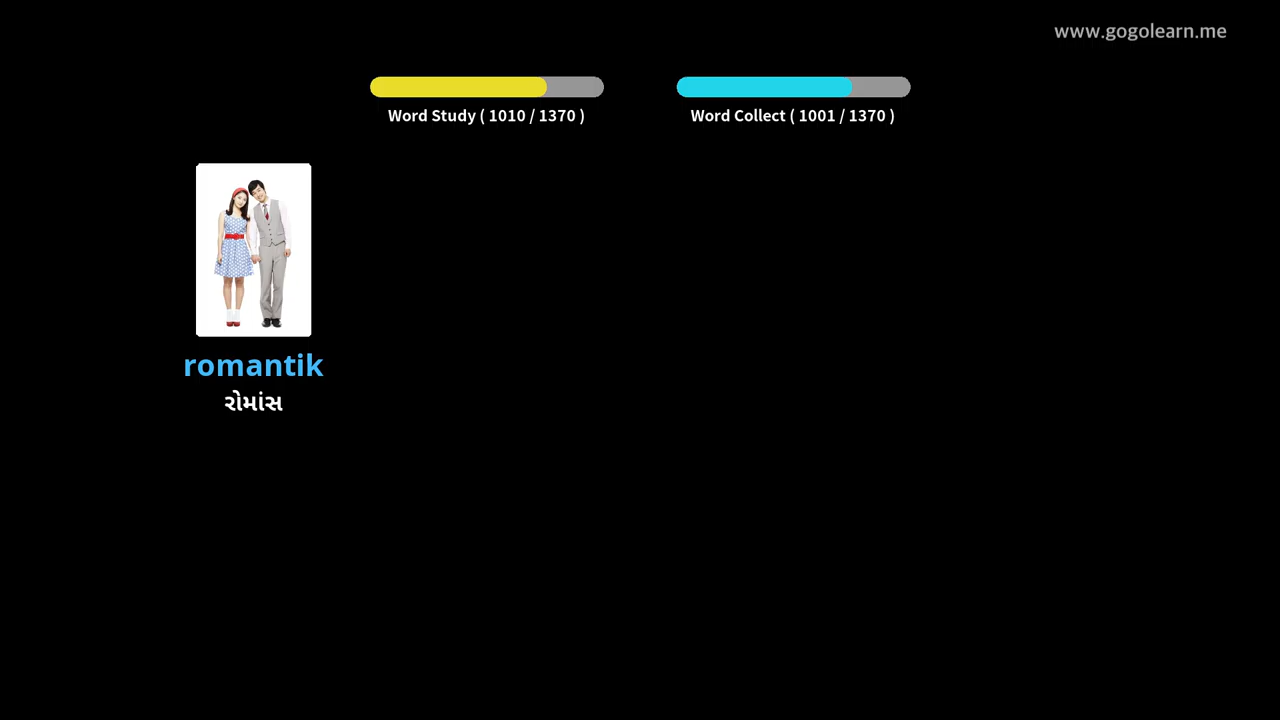 www.gogolearn.me
Word Study ( 1010 / 1370 )
Word Collect ( 1001 / 1370 )
romantik
રોમાંસ